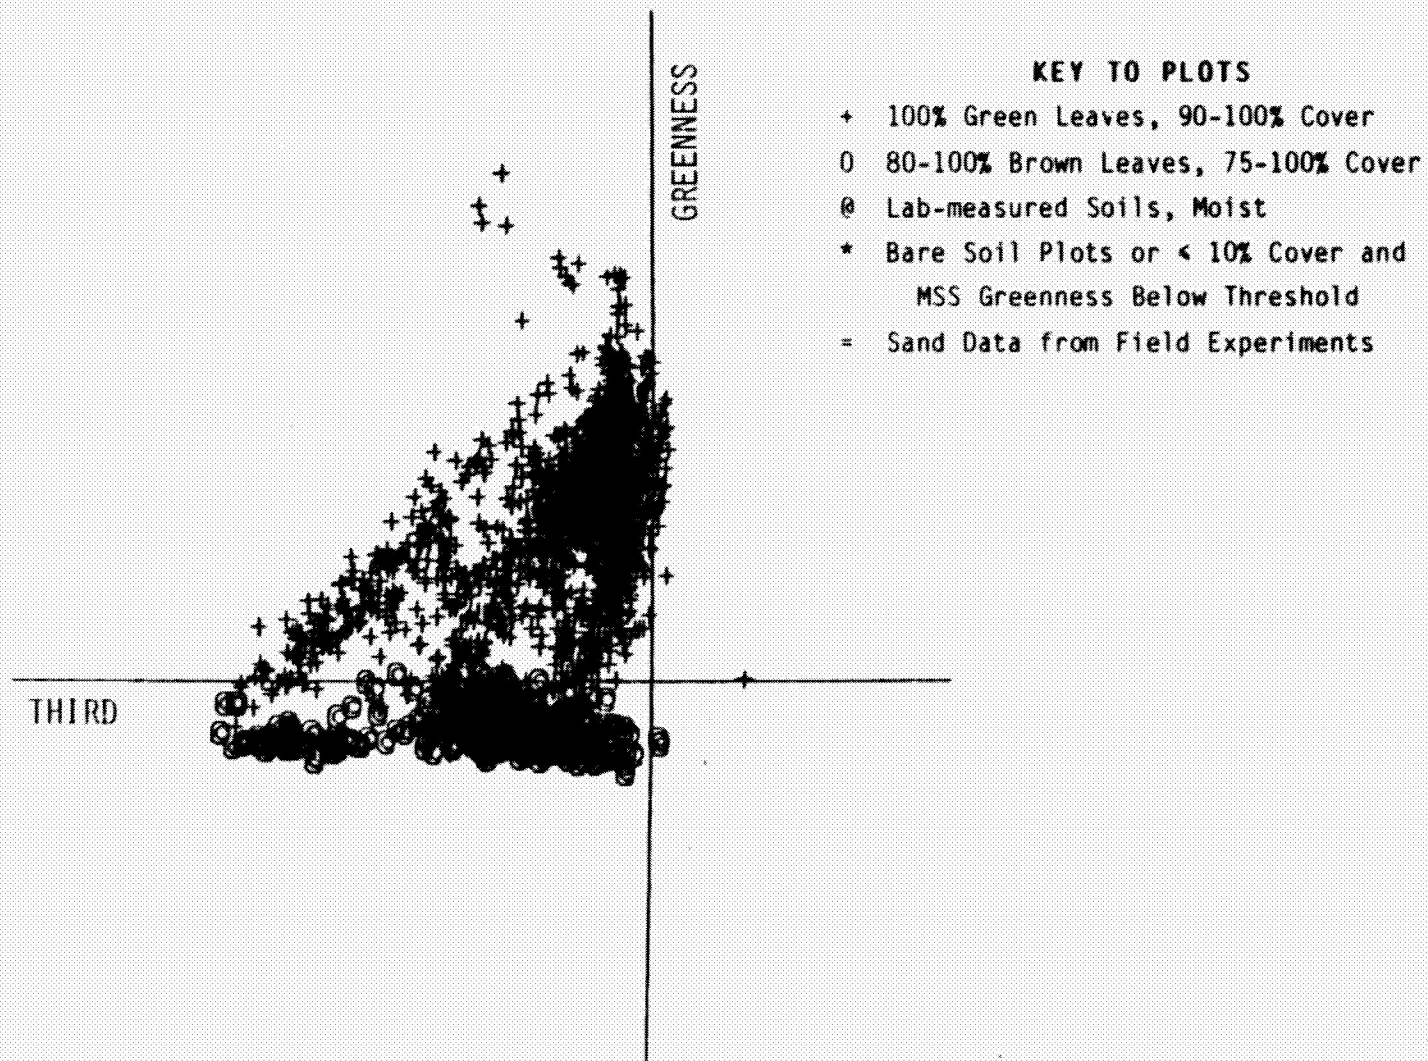 GREENNESS
KEY TO PLOTS
+ 100% Green Leaves, 90-100% Cover
O 80-100% Brown Leaves, 75-100% Cover
@ Lab-measured Soils, Moist
* Bare Soil Plots or < 10% Cover and
MSS Greenness Below Threshold
= Sand Data from Field Experiments
THIRD